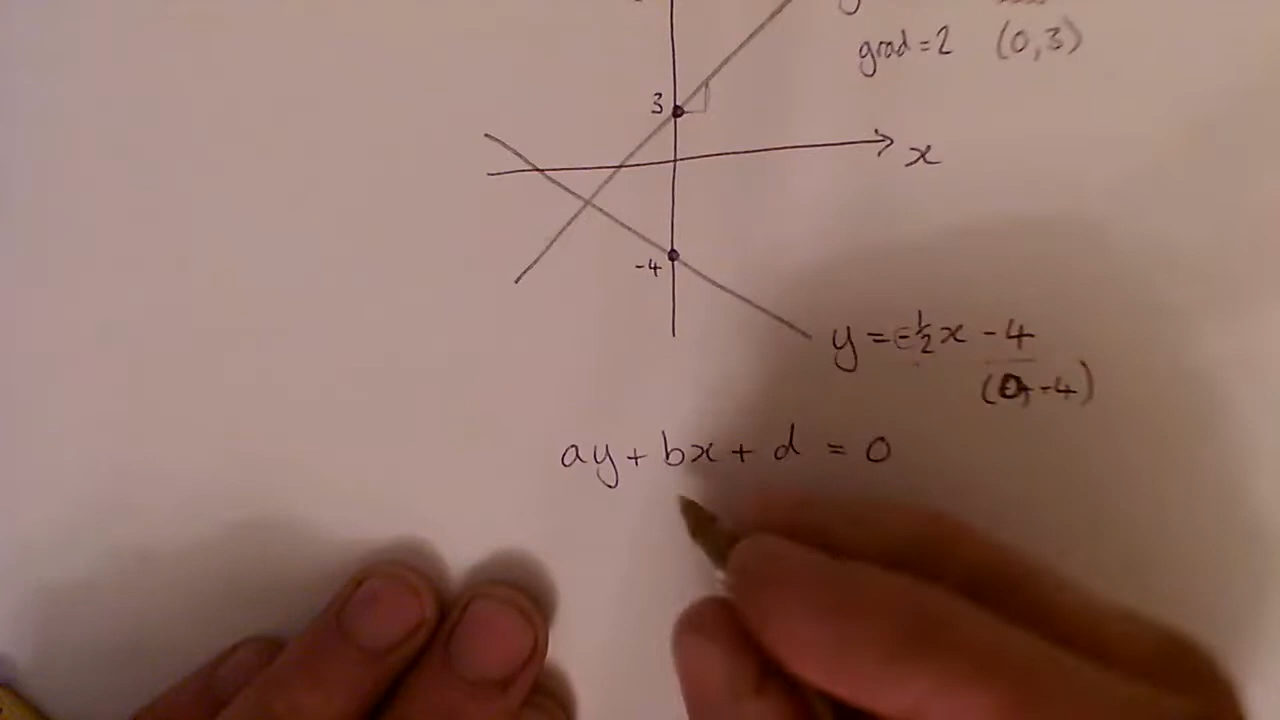 grad = 2 (0,3)
3
x
-4
y = -½x - 4
(0,-4)
ay + bx + d = 0